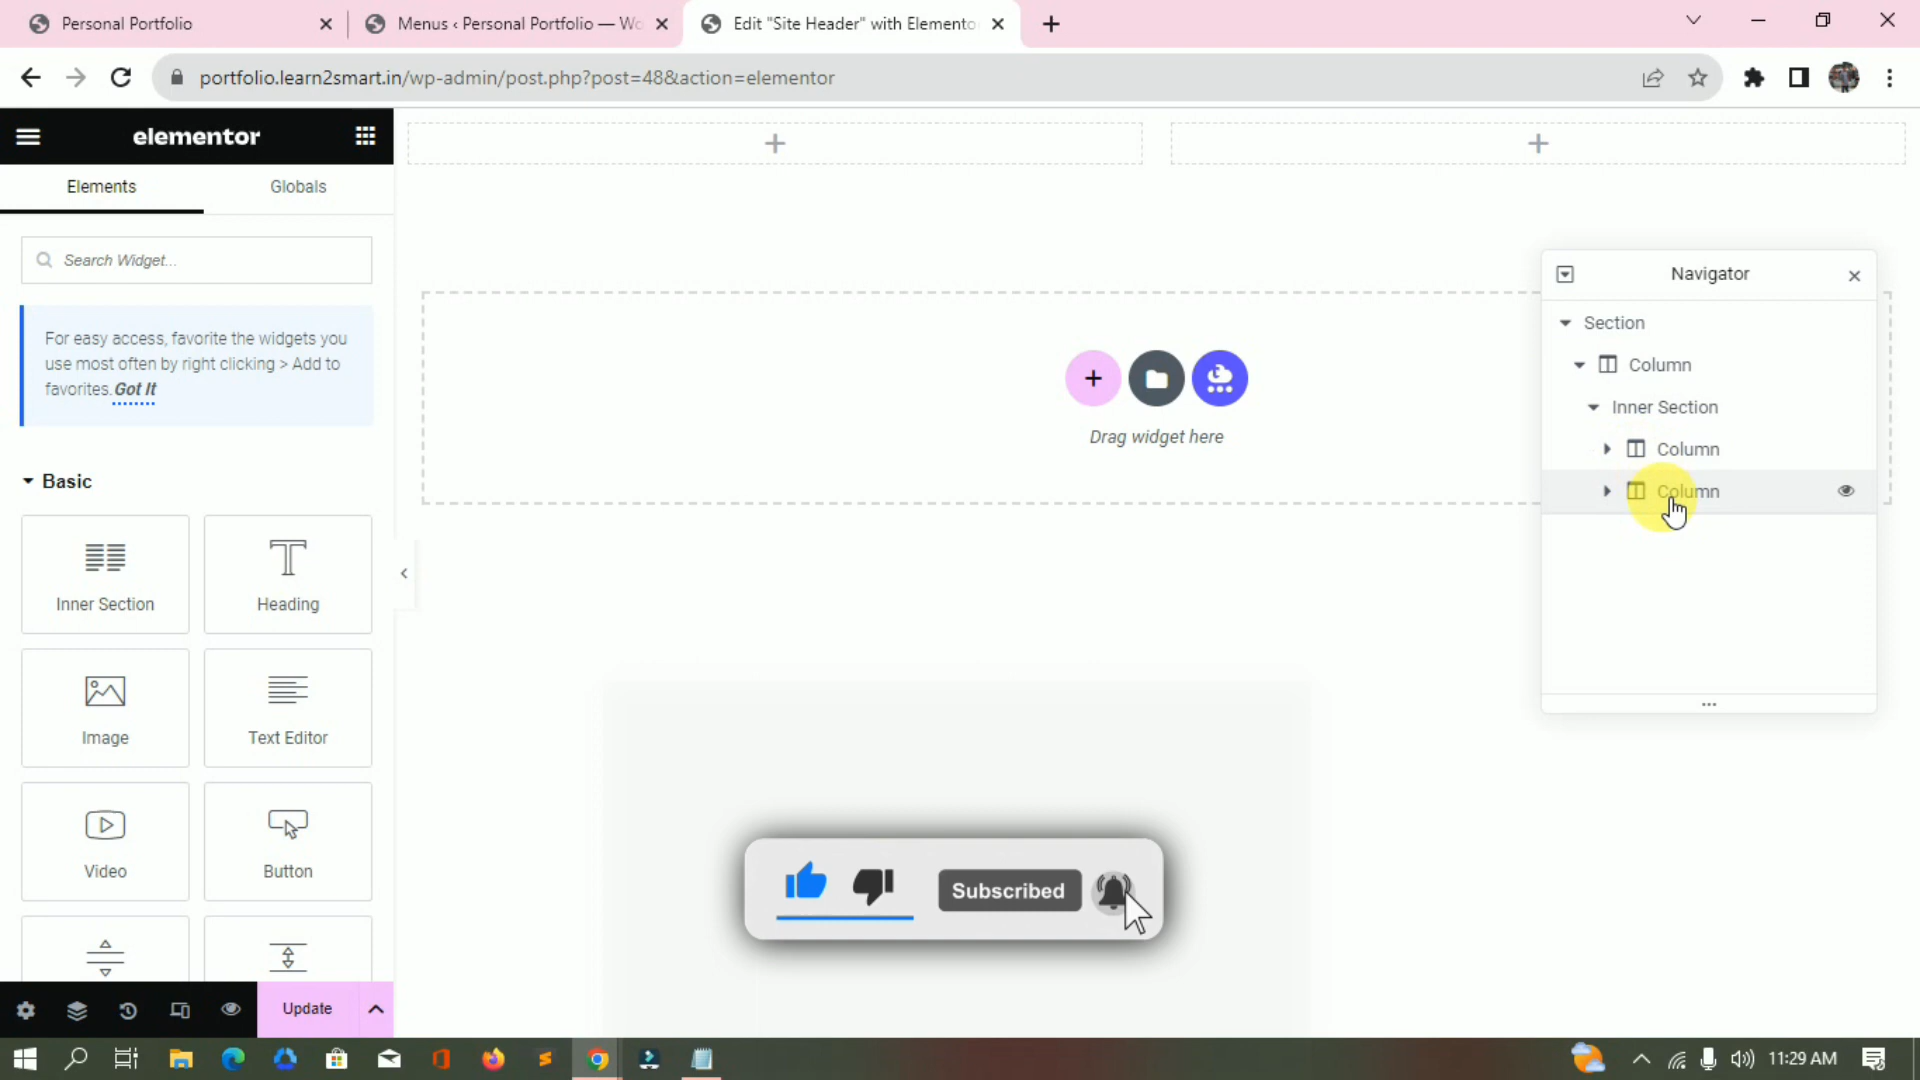 Personal Portfolio
Menus ‹ Personal Portfolio — Wo
Edit "Site Header" with Elemento
portfolio.learn2smart.in/wp-admin/post.php?post=48&action=elementor
elementor
Elements
Globals
Search Widget...
For easy access, favorite the widgets you
use most often by right clicking > Add to
favorites. Got It
Basic
Inner Section
Heading
Image
Text Editor
Video
Button
Update
Drag widget here
Navigator
Section
Column
Inner Section
Column
Column
Subscribed
11:29 AM